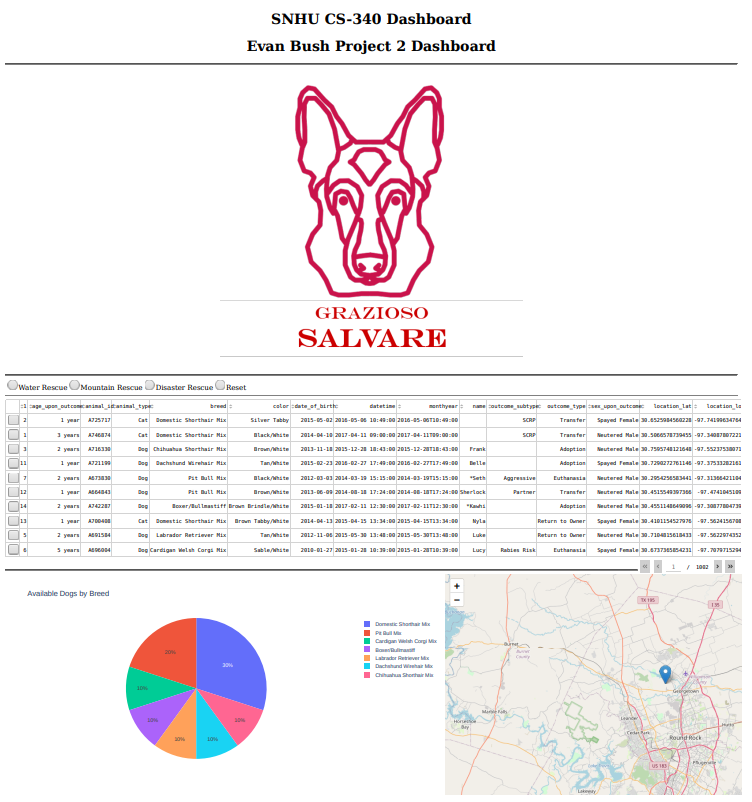 SNHU CS-340 Dashboard
Evan Bush Project 2 Dashboard
GRAZIOSO
SALVARE
Water Rescue Mountain Rescue Disaster Rescue Reset
1 age_upon_outcome animal_id animal_type breed color date_of_birth datetime monthyear name outcome_subtype outcome_type sex_upon_outcome location_lat location_lo
2 1 year A725717 Cat Domestic Shorthair Mix Silver Tabby 2015-05-02 2016-05-06 10:49:00 2016-05-06T10:49:00 SCRP Transfer Spayed Female 30.6525984560228 -97.74199634764
1 3 years A746874 Cat Domestic Shorthair Mix Black/White 2014-04-10 2017-04-11 09:00:00 2017-04-11T09:00:00 SCRP Transfer Neutered Male 30.5066578739455 -97.34087807221
3 2 years A716330 Dog Chihuahua Shorthair Mix Brown/White 2013-11-18 2015-12-28 18:43:00 2015-12-28T18:43:00 Frank Adoption Neutered Male 30.7595748121648 -97.55237538071
11 1 year A721199 Dog Dachshund Wirehair Mix Tan/White 2015-02-23 2016-02-27 17:49:00 2016-02-27T17:49:00 Belle Adoption Spayed Female 30.7290272761146 -97.37533282161
7 2 years A673830 Dog Pit Bull Mix Black/White 2012-03-03 2014-03-19 15:15:00 2014-03-19T15:15:00 *Seth Aggressive Euthanasia Neutered Male 30.2954256583441 -97.31366421104
12 1 year A664843 Dog Pit Bull Mix Brown/White 2013-06-09 2014-08-18 17:24:00 2014-08-18T17:24:00 Sherlock Partner Transfer Neutered Male 30.4515549397366 -97.4741045109
14 2 years A742287 Dog Boxer/Bullmastiff Brown Brindle/White 2015-01-18 2017-02-11 12:30:00 2017-02-11T12:30:00 *Kawhi Adoption Neutered Male 30.4551148649096 -97.30877804739
13 1 year A700408 Cat Domestic Shorthair Mix Brown Tabby/White 2014-04-13 2015-04-15 13:34:00 2015-04-15T13:34:00 Nyla Return to Owner Spayed Female 30.4101154527976 -97.562415670
5 2 years A691584 Dog Labrador Retriever Mix Tan/White 2012-11-06 2015-05-30 13:48:00 2015-05-30T13:48:00 Luke Return to Owner Neutered Male 30.7104815618433 -97.5622974352
6 5 years A696004 Dog Cardigan Welsh Corgi Mix Sable/White 2010-01-27 2015-01-28 10:39:00 2015-01-28T10:39:00 Lucy Rabies Risk Euthanasia Spayed Female 30.6737365854231 -97.7079715294
« ‹ 1 / 1002 › »
Available Dogs by Breed
30%
20%
10%
10%
10%
10%
10%
Domestic Shorthair Mix
Pit Bull Mix
Cardigan Welsh Corgi Mix
Boxer/Bullmastiff
Labrador Retriever Mix
Dachshund Wirehair Mix
Chihuahua Shorthair Mix
+
−
TX 195
I 35
Burnet
Burnet County
Georgetown
Marble Falls
Horseshoe Bay
Leander
Cedar Park
Round Rock
Hutto
US 183
Pflugerville
Lakeway